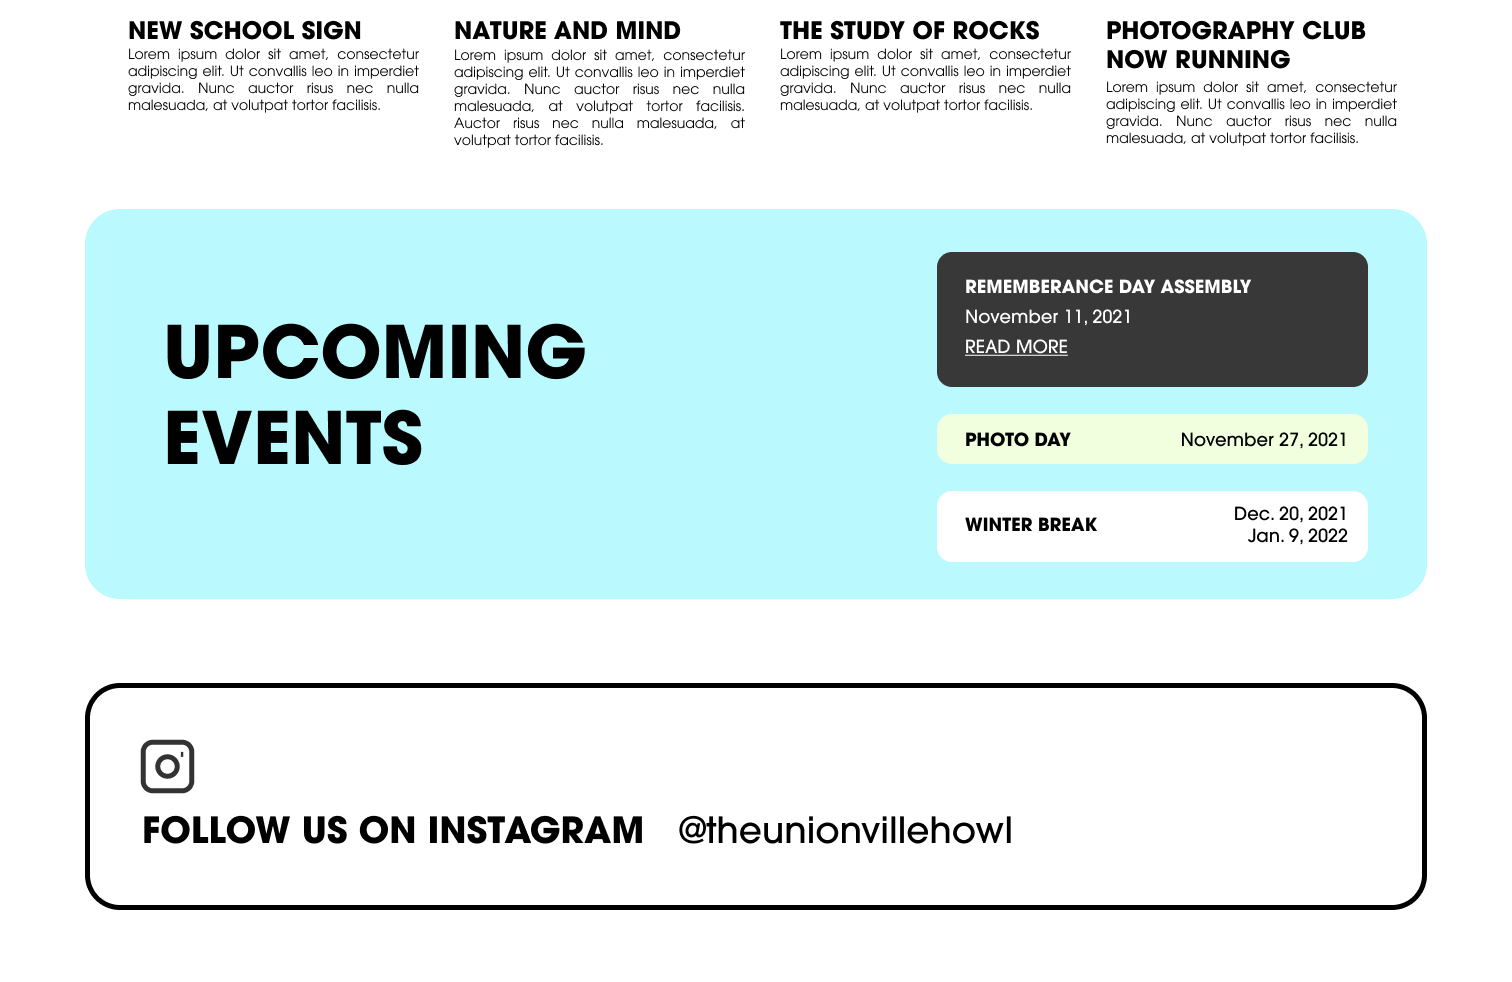 NEW SCHOOL SIGN
Lorem ipsum dolor sit amet, consectetur
adipiscing elit. Ut convallis leo in imperdiet
gravida. Nunc auctor risus nec nulla
malesuada, at volutpat tortor facilisis.
NATURE AND MIND
Lorem ipsum dolor sit amet, consectetur
adipiscing elit. Ut convallis leo in imperdiet
gravida. Nunc auctor risus nec nulla
malesuada, at volutpat tortor facilisis.
Auctor risus nec nulla malesuada, at
volutpat tortor facilisis.
THE STUDY OF ROCKS
Lorem ipsum dolor sit amet, consectetur
adipiscing elit. Ut convallis leo in imperdiet
gravida. Nunc auctor risus nec nulla
malesuada, at volutpat tortor facilisis.
PHOTOGRAPHY CLUB
NOW RUNNING
Lorem ipsum dolor sit amet, consectetur
adipiscing elit. Ut convallis leo in imperdiet
gravida. Nunc auctor risus nec nulla
malesuada, at volutpat tortor facilisis.
UPCOMING
EVENTS
REMEMBERANCE DAY ASSEMBLY
November 11, 2021
READ MORE
PHOTO DAY November 27, 2021
WINTER BREAK
Dec. 20, 2021
Jan. 9, 2022
FOLLOW US ON INSTAGRAM @theunionvillehowl